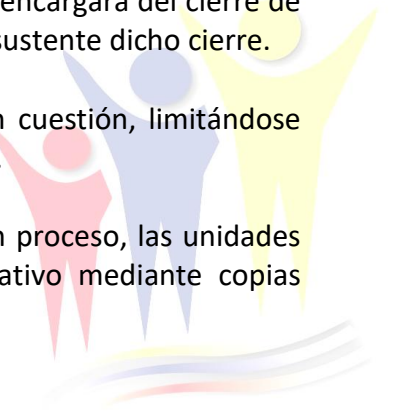 encargará del cierre de
sustente dicho cierre.
cuestión, limitándose
proceso, las unidades
ativo mediante copias